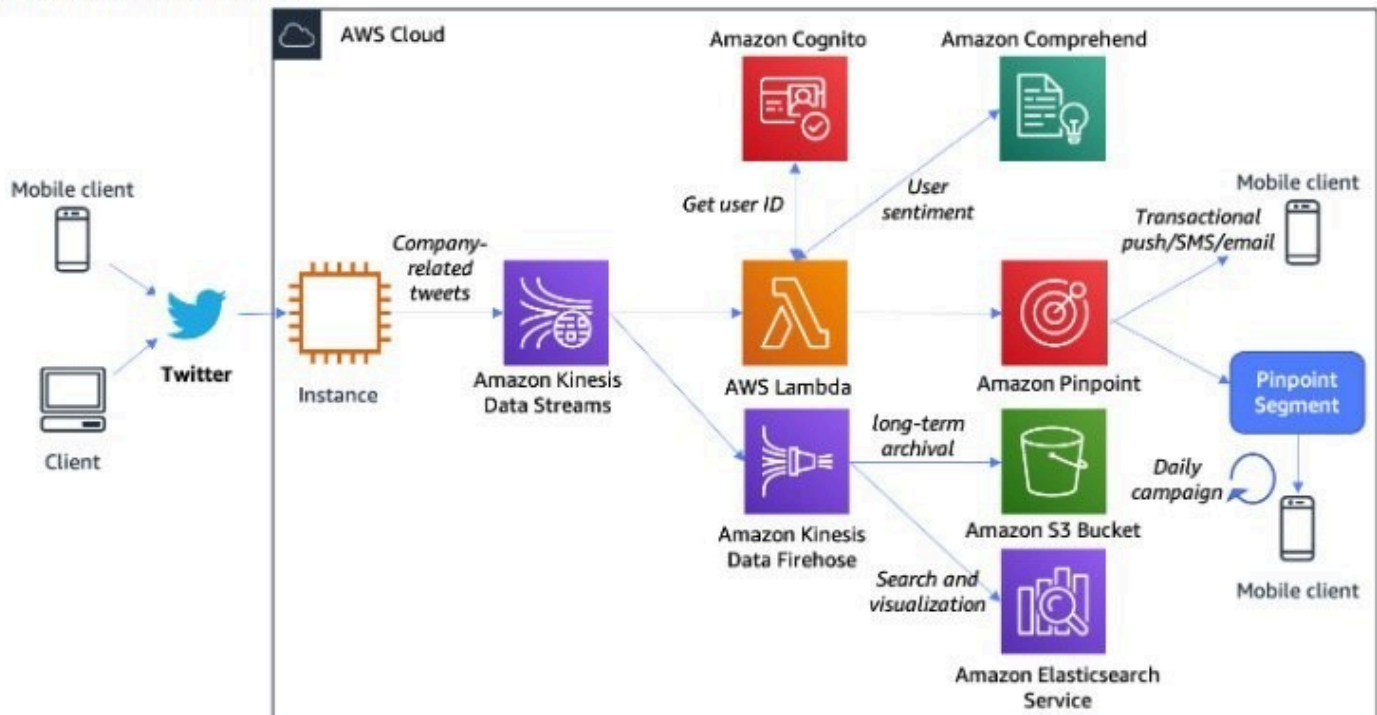 AWS Cloud
Amazon Cognito
Amazon Comprehend
Mobile client
Get user ID
User
sentiment
Mobile client
Transactional
push/SMS/email
Company-
related
tweets
Twitter
Client
Instance
Amazon Kinesis
Data Streams
AWS Lambda
Amazon Pinpoint
Pinpoint
Segment
long-term
archival
Daily
campaign
Amazon Kinesis
Data Firehose
Amazon S3 Bucket
Search and
visualization
Mobile client
Amazon Elasticsearch
Service